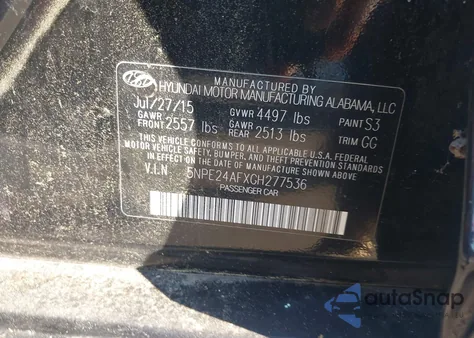 MANUFACTURED BY
HYUNDAI MOTOR MANUFACTURING ALABAMA, LLC
Jul/27/15 GVWR 4497 lbs PAINT S3
GAWR FRONT 2557 lbs GAWR REAR 2513 lbs TRIM GG
THIS VEHICLE CONFORMS TO ALL APPLICABLE U.S.A. FEDERAL
MOTOR VEHICLE SAFETY, BUMPER, AND THEFT PREVENTION
STANDARDS IN EFFECT ON THE DATE OF MANUFACTURE SHOWN ABOVE.
V.I.N 5NPE24AFXGH277536
PASSENGER CAR
autoSnap